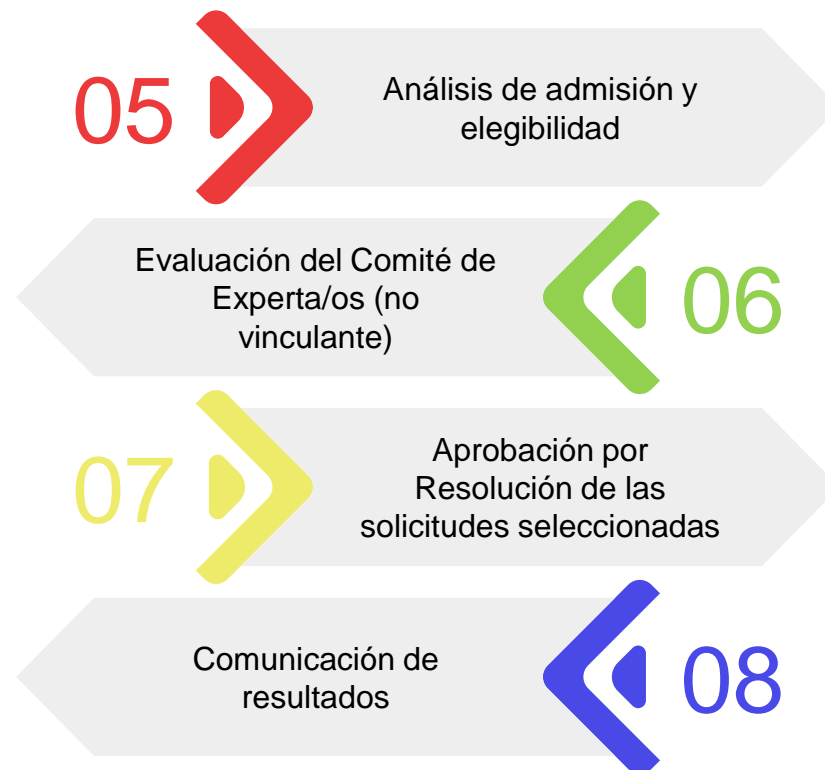 05
Análisis de admisión y
elegibilidad
Evaluación del Comité de
Experta/os (no
vinculante)
06
07
Aprobación por
Resolución de las
solicitudes seleccionadas
Comunicación de
resultados
08